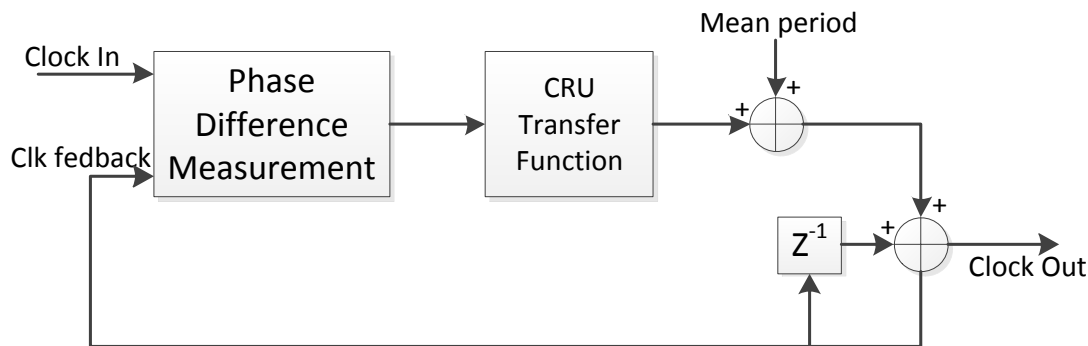 Mean period
Clock In
Phase
Difference
Measurement
CRU
Transfer
Function
+
+
Clk fedback
+
+
Z⁻¹
Clock Out